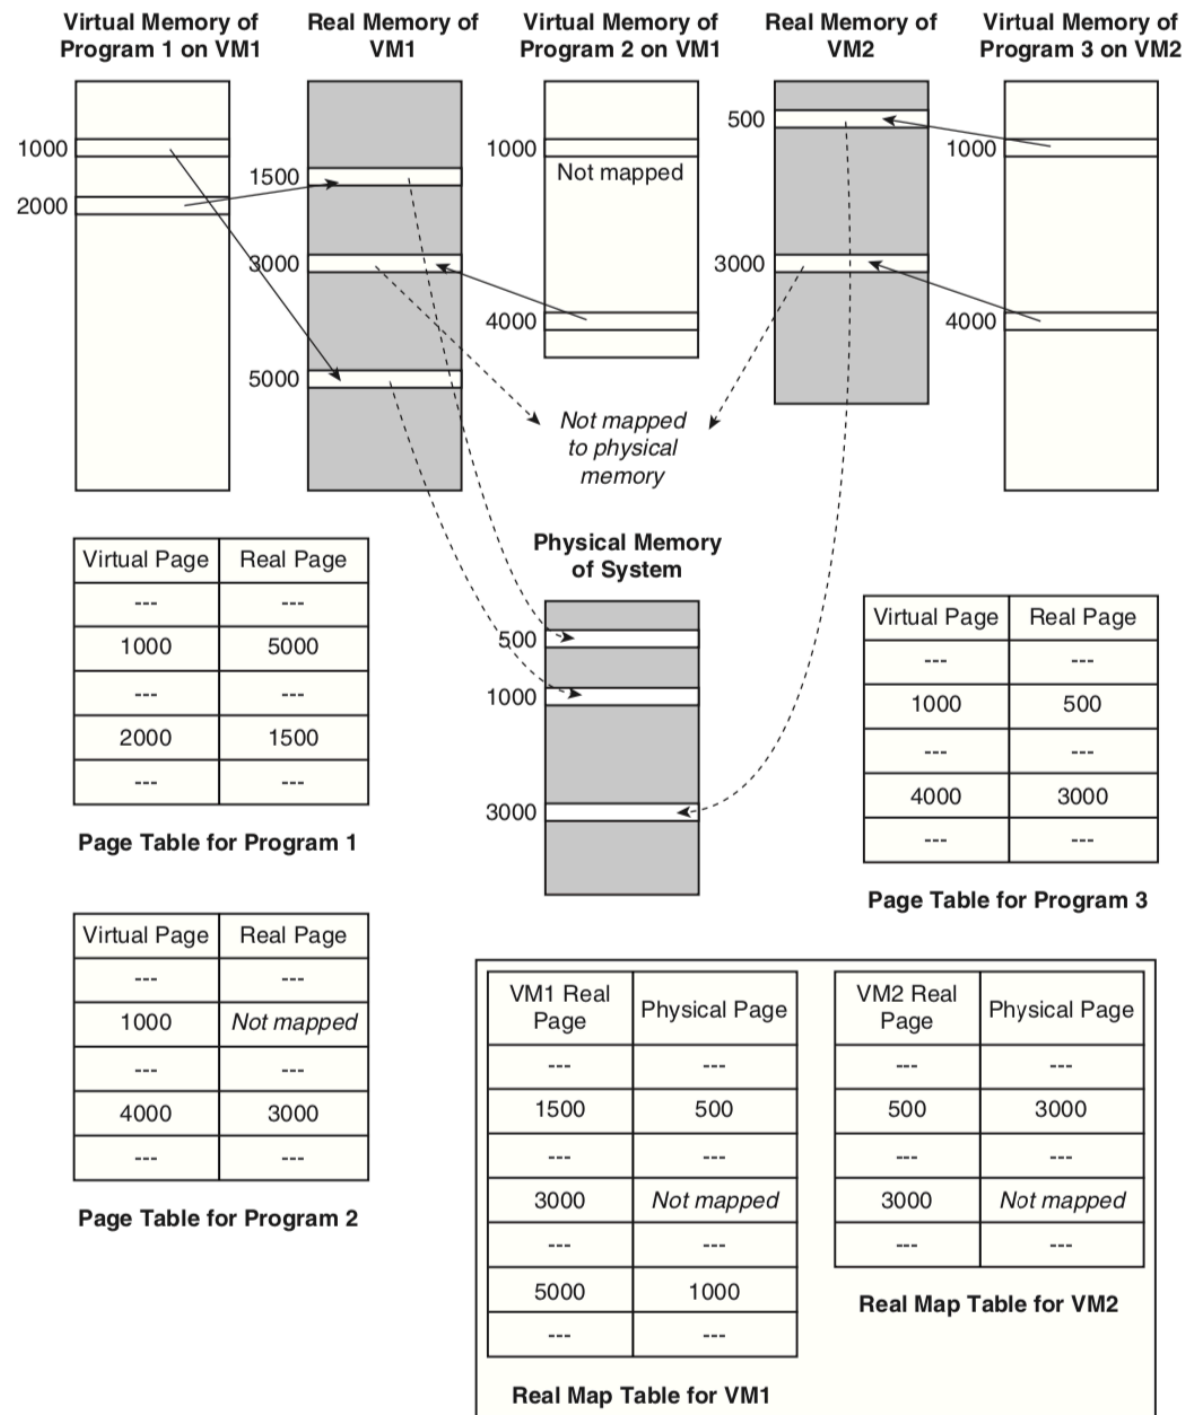 Virtual Memory of
Program 1 on VM1
Real Memory of
VM1
Virtual Memory of
Program 2 on VM1
Real Memory of
VM2
Virtual Memory of
Program 3 on VM2
1000
2000
1500
3000
5000
1000
Not mapped
4000
500
3000
1000
4000
Not mapped
to physical
memory
Physical Memory
of System
500
1000
3000
Virtual Page Real Page
--- ---
1000 5000
--- ---
2000 1500
--- ---
Page Table for Program 1
Virtual Page Real Page
--- ---
1000 500
--- ---
4000 3000
--- ---
Page Table for Program 3
Virtual Page Real Page
--- ---
1000 Not mapped
--- ---
4000 3000
--- ---
Page Table for Program 2
VM1 Real
Page
Physical Page
--- ---
1500 500
--- ---
3000 Not mapped
--- ---
5000 1000
--- ---
Real Map Table for VM1
VM2 Real
Page
Physical Page
--- ---
500 3000
--- ---
3000 Not mapped
--- ---
Real Map Table for VM2